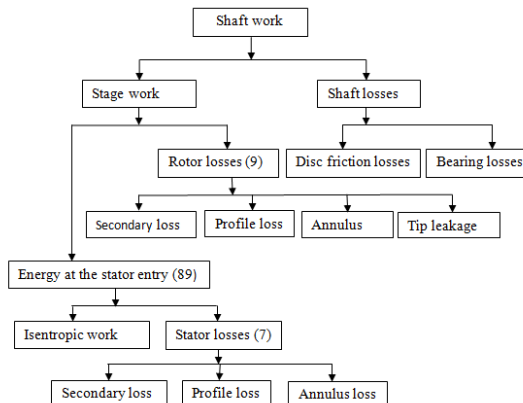 Shaft work
Stage work
Shaft losses
Rotor losses (9)
Disc friction losses
Bearing losses
Secondary loss
Profile loss
Annulus
Tip leakage
Energy at the stator entry (89)
Isentropic work
Stator losses (7)
Secondary loss
Profile loss
Annulus loss